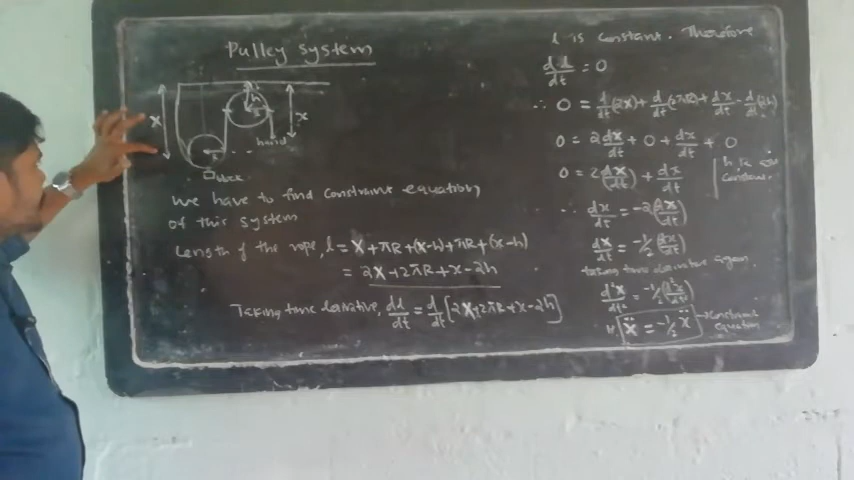 Pulley system
h
R
X
x
hand
R
block
We have to find constraint equation
of this system
Length of the rope, l = X + πR + (X-h) + πR + (x-h)
= 2X + 2πR + x - 2h
Taking time derivative, dl/dt = d/dt [2X + 2πR + x - 2h]
l is constant. Therefore
dl/dt = 0
∴ 0 = d/dt (2X) + d/dt (2πR) + dx/dt - d/dt (2h)
0 = 2 dX/dt + 0 + dx/dt + 0
h is
constant.
0 = 2(dX/dt) + dx/dt
∴ dx/dt = -2(dX/dt)
dX/dt = -1/2 (dx/dt)
taking time derivative again
d²X/dt² = -1/2 (d²x/dt²)
Ẍ = -1/2 ẍ → Constraint
equation